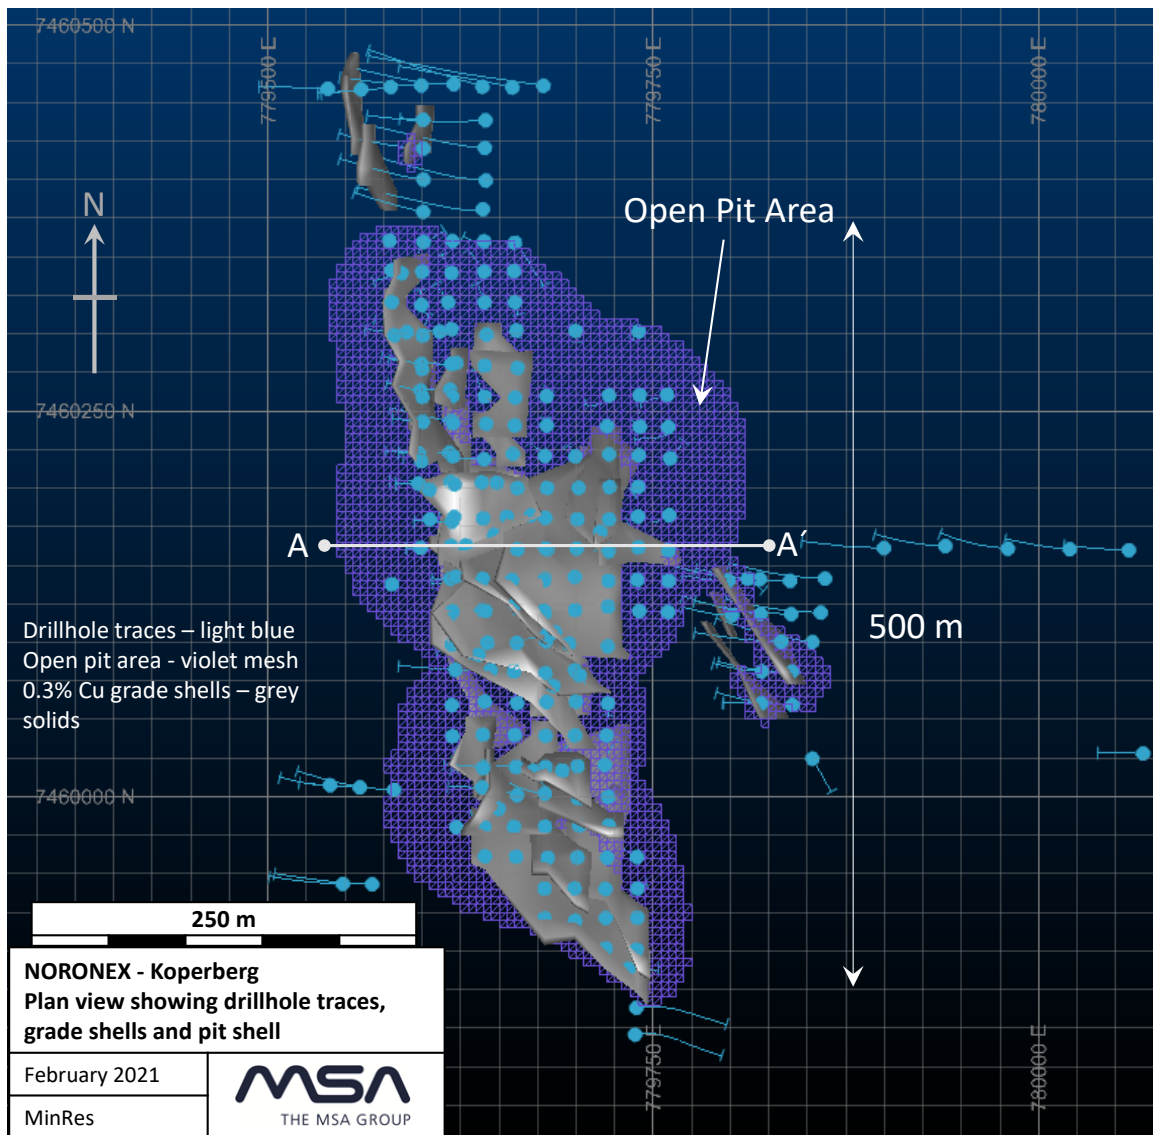 7460500 N
779500 E
779750 E
780000 E
N
Open Pit Area
7460250 N
A
A´
500 m
Drillhole traces – light blue
Open pit area - violet mesh
0.3% Cu grade shells – grey
solids
7460000 N
250 m
NORONEX - Koperberg
Plan view showing drillhole traces,
grade shells and pit shell
February 2021
MinRes
MSA
THE MSA GROUP
779750 E
780000 E